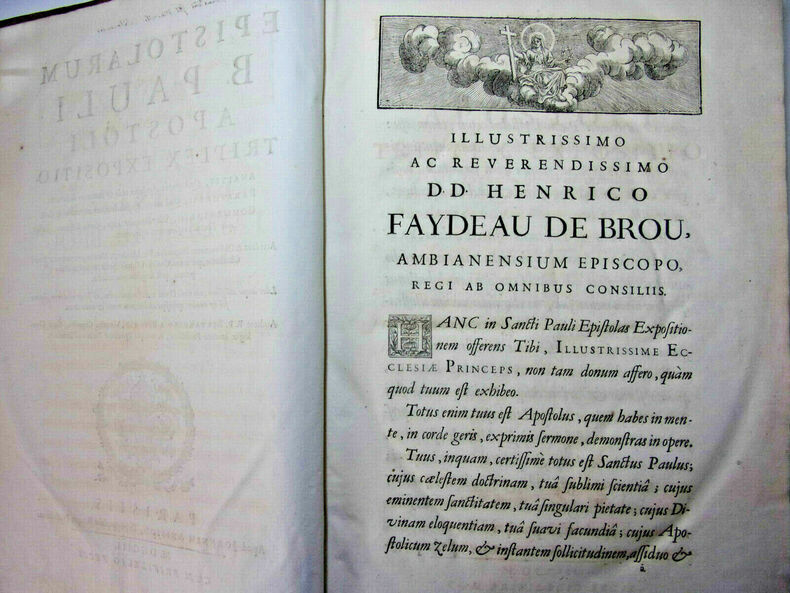 EPISTOLARUM
B. PAULI
APOSTOLI
TRIPLEX EXPOSITIO
PARISIIS
ILLUSTRISSIMO
AC REVERENDISSIMO
D.D. HENRICO
FAYDEAU DE BROU,
AMBIANENSIUM EPISCOPO,
REGI AB OMNIBUS CONSILIIS.
HANC in Sancti Pauli Epiſtolas Expoſitio-
nem offerens Tibi, ILLUSTRISSIME EC-
CLESIÆ PRINCEPS, non tam donum affero, quàm
quod tuum eſt exhibeo.
Totus enim tuus eſt Apoſtolus, quem habes in men-
te, in corde geris, exprimis ſermone, demonſtras in opere.
Tuus, inquam, certiſſimè totus eſt Sanctus Paulus;
cujus cæleſtem doctrinam, tuâ ſublimi ſcientiâ; cujus
eminentem ſanctitatem, tuâ ſingulari pietate; cujus Di-
vinam eloquentiam, tuâ ſuavi facundiâ; cujus Apo-
ſtolicum zelum, & inſtantem ſollicitudinem, aſſiduo &
ã